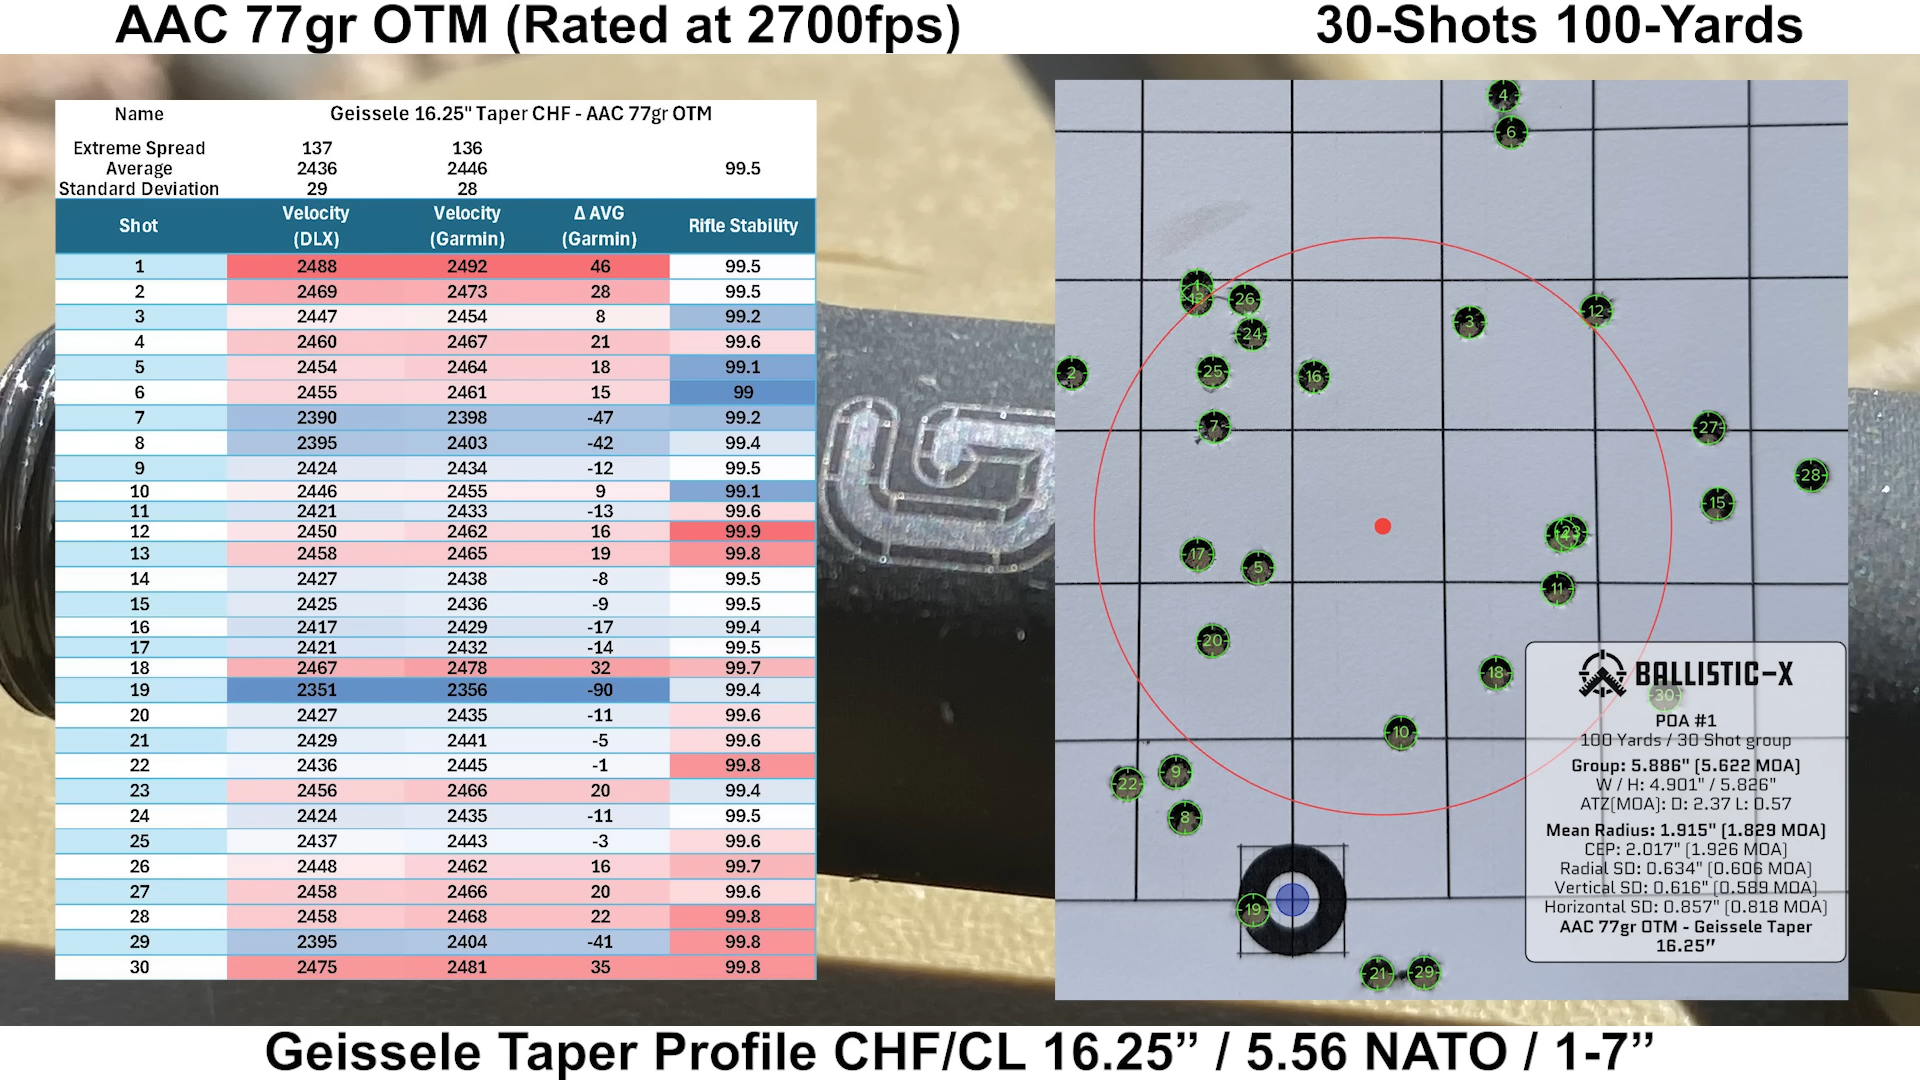 AAC 77gr OTM (Rated at 2700fps)
30-Shots 100-Yards
Name Geissele 16.25" Taper CHF - AAC 77gr OTM
Extreme Spread 137 136
Average 2436 2446 99.5
Standard Deviation 29 28
Shot Velocity (DLX) Velocity (Garmin) Δ AVG (Garmin) Rifle Stability
1 2488 2492 46 99.5
2 2469 2473 28 99.5
3 2447 2454 8 99.2
4 2460 2467 21 99.6
5 2454 2464 18 99.1
6 2455 2461 15 99
7 2390 2398 -47 99.2
8 2395 2403 -42 99.4
9 2424 2434 -12 99.5
10 2446 2455 9 99.1
11 2421 2433 -13 99.6
12 2450 2462 16 99.9
13 2458 2465 19 99.8
14 2427 2438 -8 99.5
15 2425 2436 -9 99.5
16 2417 2429 -17 99.4
17 2421 2432 -14 99.5
18 2467 2478 32 99.7
19 2351 2356 -90 99.4
20 2427 2435 -11 99.6
21 2429 2441 -5 99.6
22 2436 2445 -1 99.8
23 2456 2466 20 99.4
24 2424 2435 -11 99.5
25 2437 2443 -3 99.6
26 2448 2462 16 99.7
27 2458 2466 20 99.6
28 2458 2468 22 99.8
29 2395 2404 -41 99.8
30 2475 2481 35 99.8
4
6
1
13
26
24
3
12
2
25
16
7
27
28
15
23
17
5
11
20
18
30
10
22
9
8
19
21
29
BALLISTIC-X
POA #1
100 Yards / 30 Shot group
Group: 5.886" (5.622 MOA)
W / H: 4.901" / 5.826"
ATZ(MOA): D: 2.37 L: 0.57
Mean Radius: 1.915" (1.829 MOA)
CEP: 2.017" (1.926 MOA)
Radial SD: 0.634" (0.606 MOA)
Vertical SD: 0.616" (0.589 MOA)
Horizontal SD: 0.857" (0.818 MOA)
AAC 77gr OTM - Geissele Taper
16.25"
Geissele Taper Profile CHF/CL 16.25” / 5.56 NATO / 1-7”